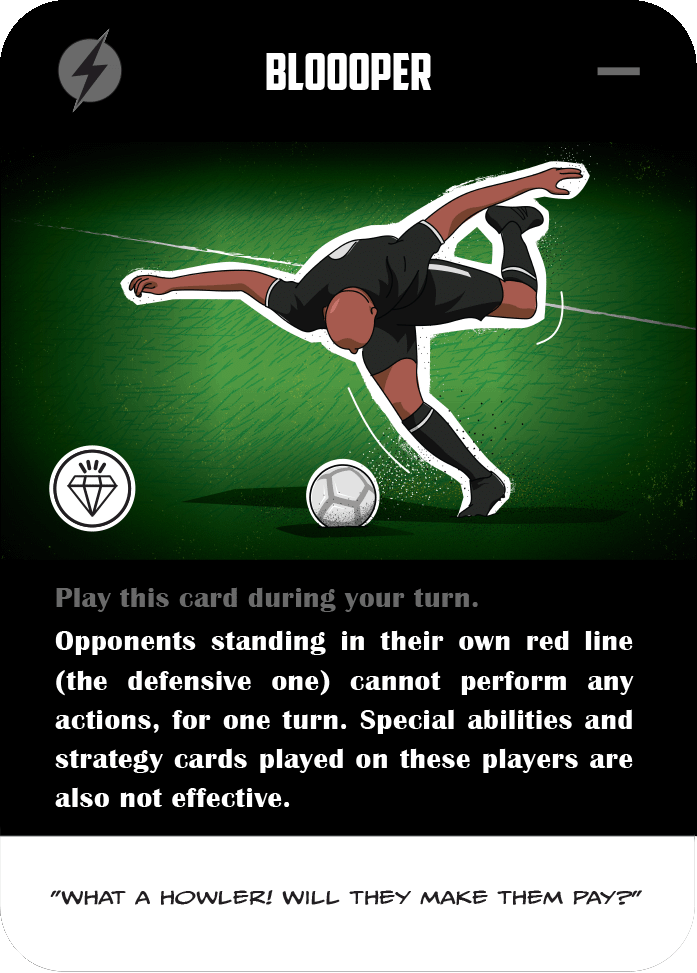 BLOOOPER
Play this card during your turn.
Opponents standing in their own red line
(the defensive one) cannot perform any
actions, for one turn. Special abilities and
strategy cards played on these players are
also not effective.
"WHAT A HOWLER! WILL THEY MAKE THEM PAY?"